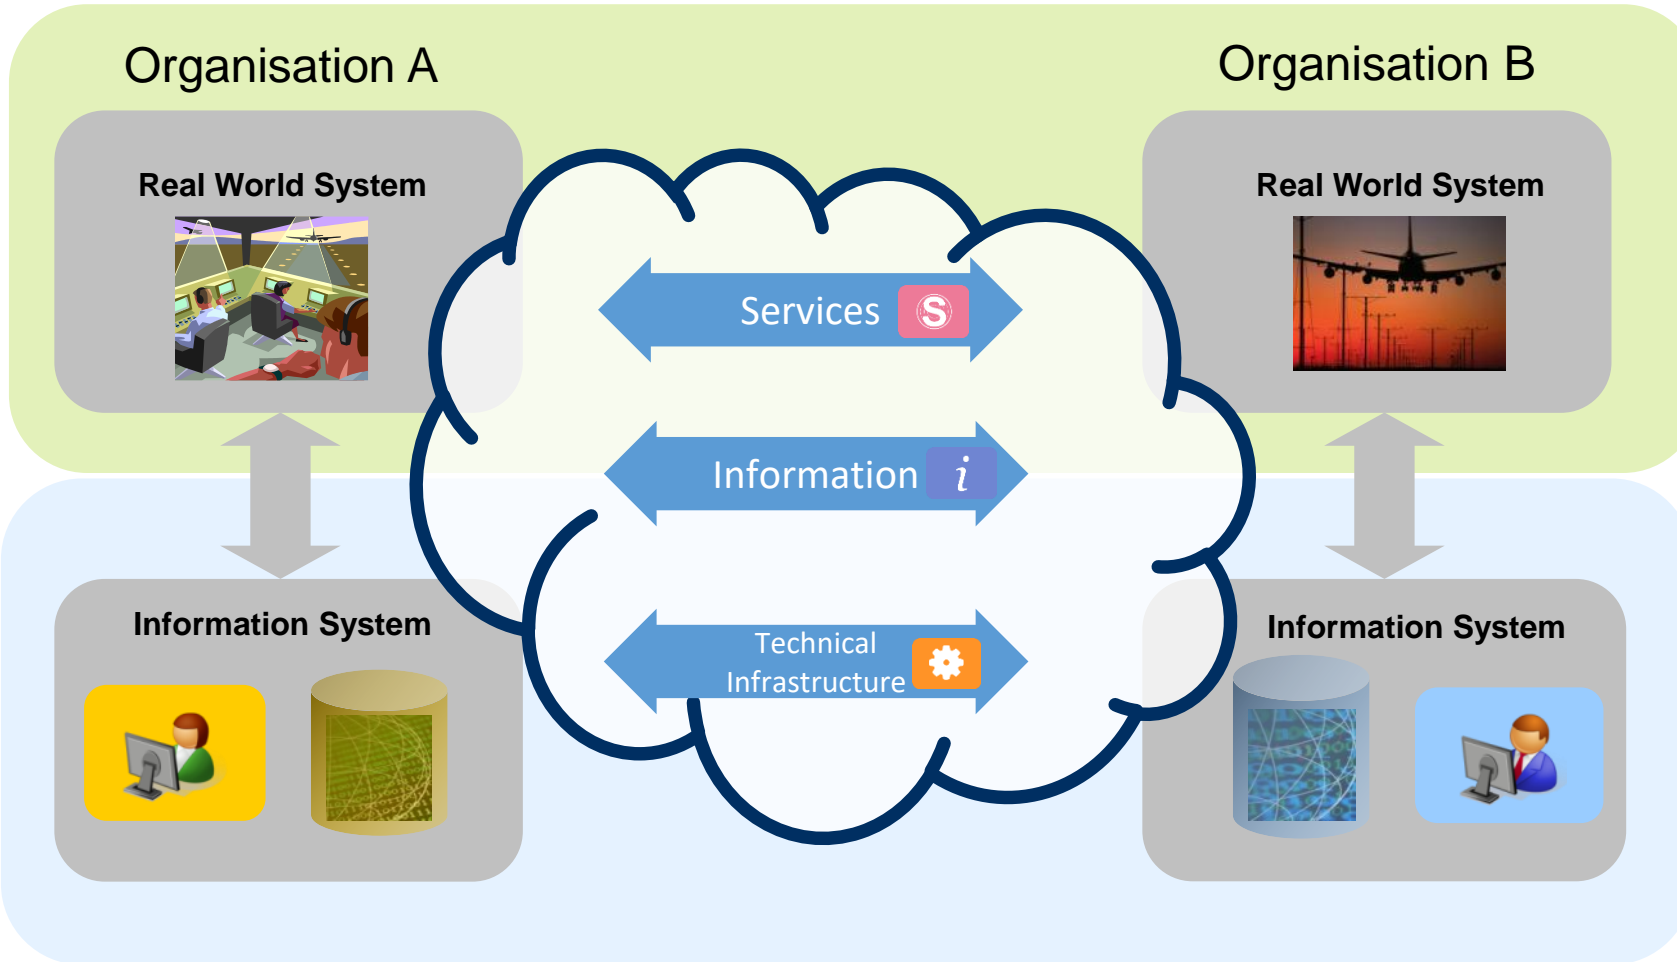 Organisation A
Organisation B
Real World System
Real World System
Services
S
Information
i
Technical
Infrastructure
Information System
Information System